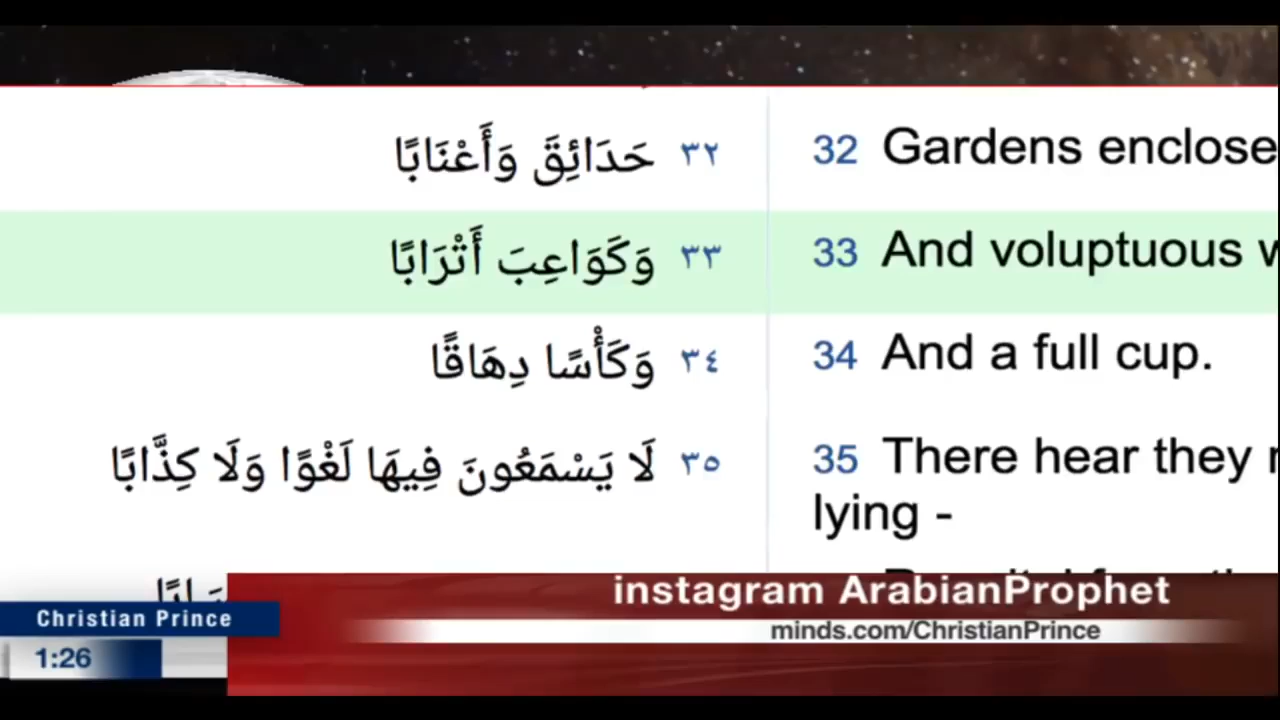 حَدَائِقَ وَأَعْنَابًا ٣٢
32 Gardens enclose
وَكَوَاعِبَ أَتْرَابًا ٣٣
33 And voluptuous
وَكَأْسًا دِهَاقًا ٣٤
34 And a full cup.
لَا يَسْمَعُونَ فِيهَا لَغْوًا وَلَا كِذَّابًا ٣٥
35 There hear they
lying -
instagram ArabianProphet
minds.com/ChristianPrince
Christian Prince
1:26